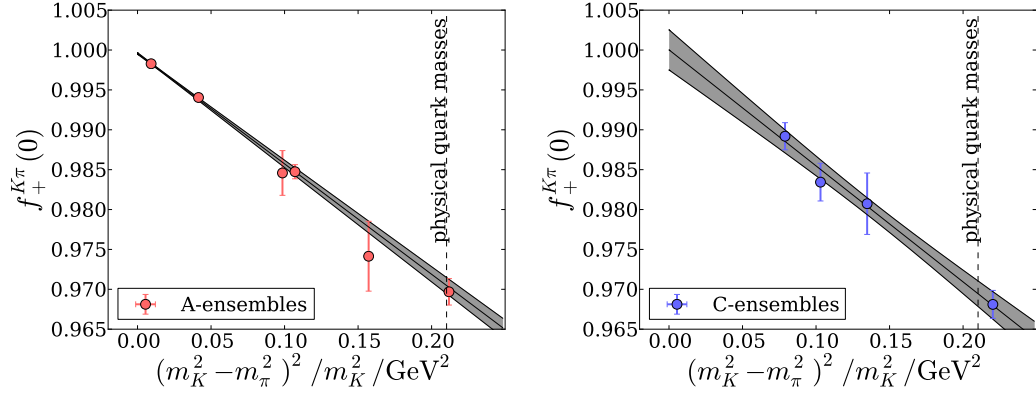 1.005
1.000
0.995
0.990
0.985
0.980
0.975
0.970
0.965
f_+^{Kπ}(0)
physical quark masses
A-ensembles
0.00 0.05 0.10 0.15 0.20
(m_K^2 −m_π^2 )^2 /m_K^2 /GeV^2
1.005
1.000
0.995
0.990
0.985
0.980
0.975
0.970
0.965
f_+^{Kπ}(0)
physical quark masses
C-ensembles
0.00 0.05 0.10 0.15 0.20
(m_K^2 −m_π^2 )^2 /m_K^2 /GeV^2